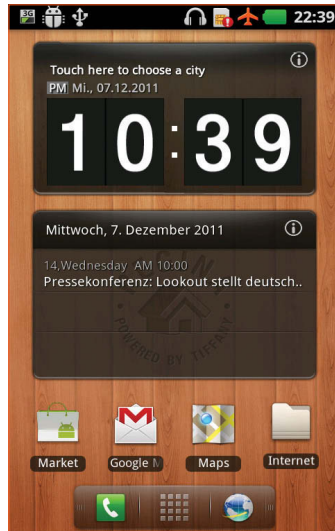 3G 22:39
Touch here to choose a city
PM Mi., 07.12.2011
10:39
Mittwoch, 7. Dezember 2011
14,Wednesday AM 10:00
Pressekonferenz: Lookout stellt deutsch..
POWERED BY TIFFANY
Market Google M Maps Internet